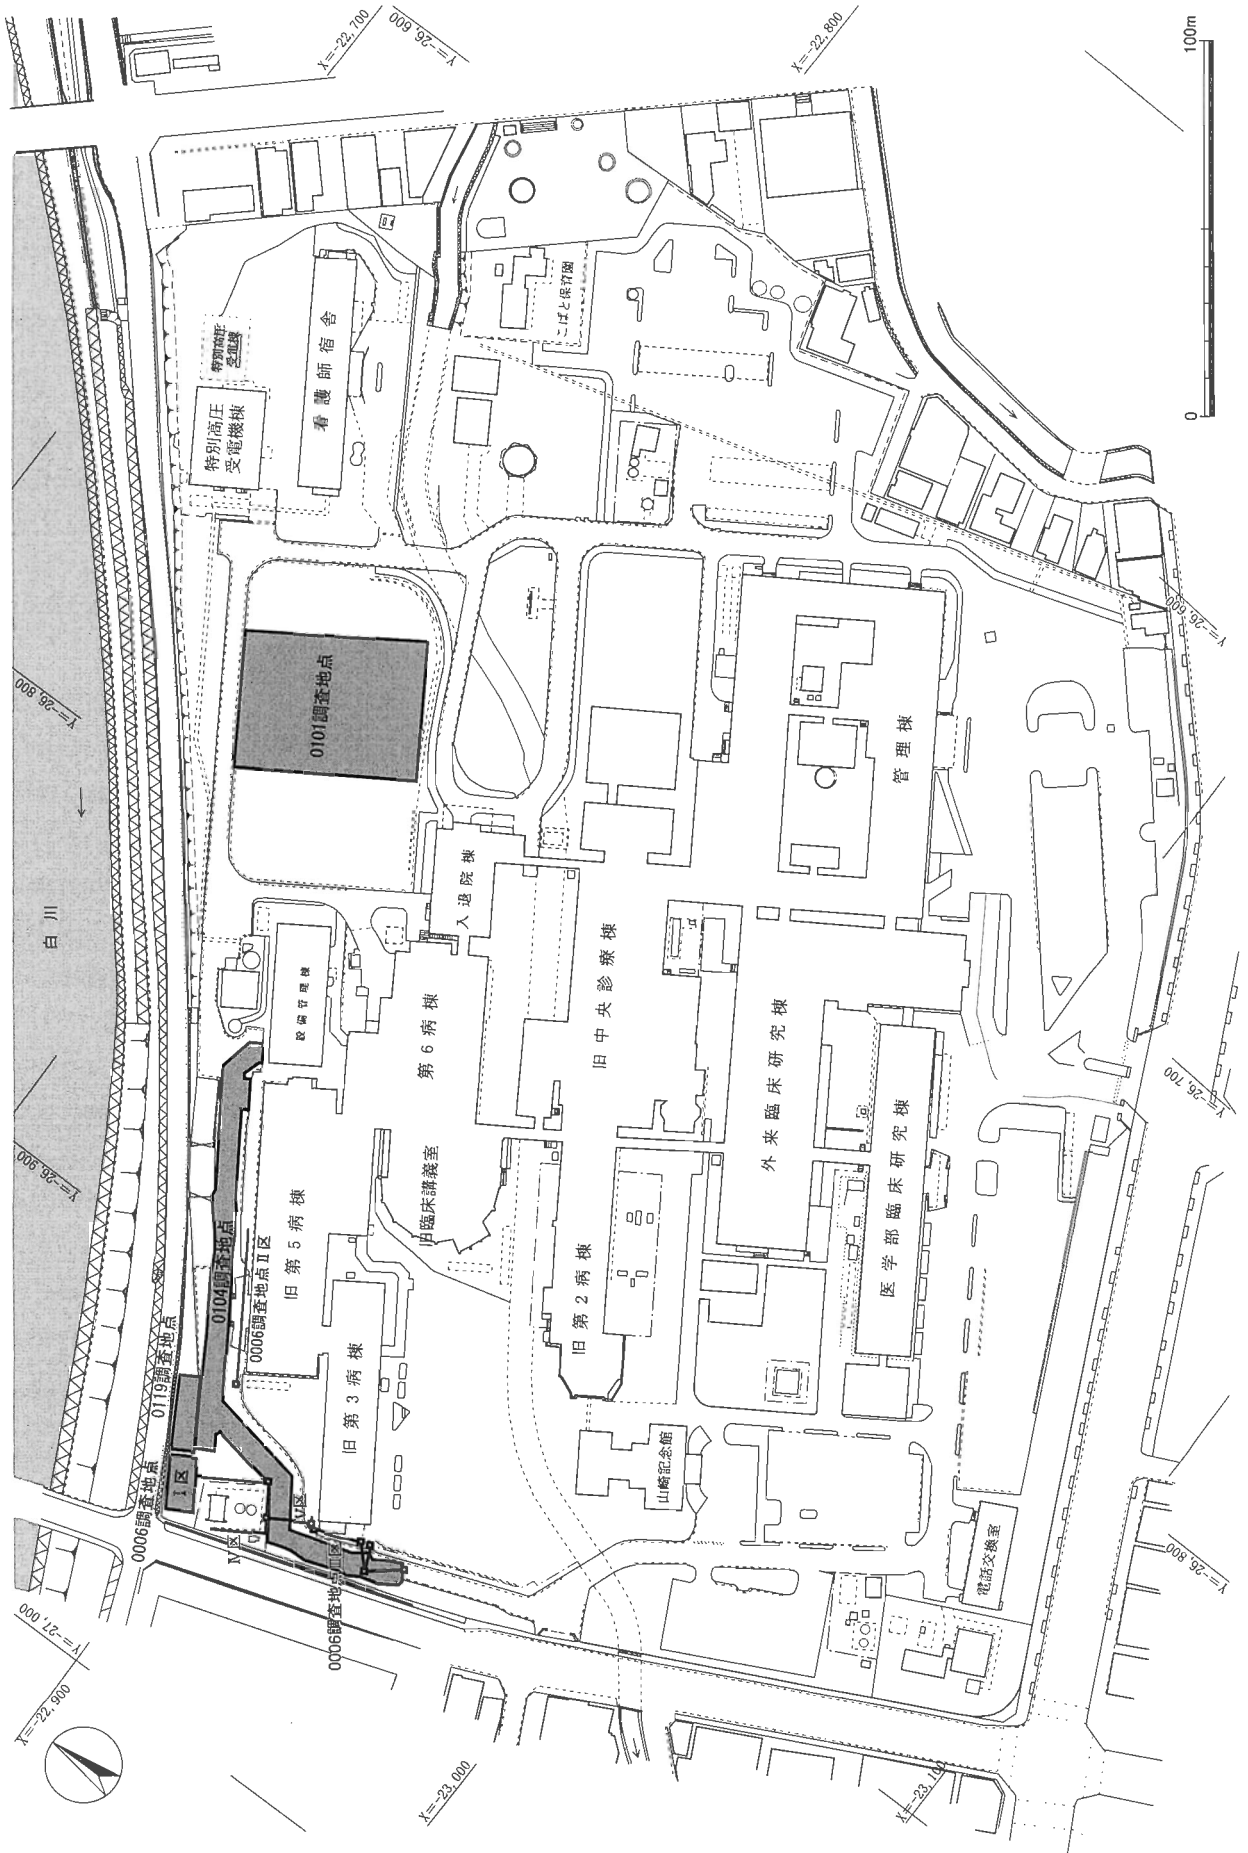 X=-22,700
Y=-26,600
X=-22,800
100m
0
白川
Y=-26,800
Y=-26,900
Y=-27,000
X=-22,900
X=-23,000
Y=-26,600
Y=-26,700
Y=-26,800
特別高圧
受電棟
特別高圧
受電機棟
看護師宿舎
こばと保育園
0101調査地点
入退院棟
設備管理棟
第6病棟
旧中央診療棟
管理棟
外来臨床研究棟
医学部臨床研究棟
旧臨床講義室
旧第5病棟
0006調査地点Ⅱ区
0104調査地点
0119調査地点
旧第3病棟
旧第2病棟
山崎記念館
電話交換室
0006調査地点
Ⅰ区
Ⅳ区
0006調査地点Ⅲ区